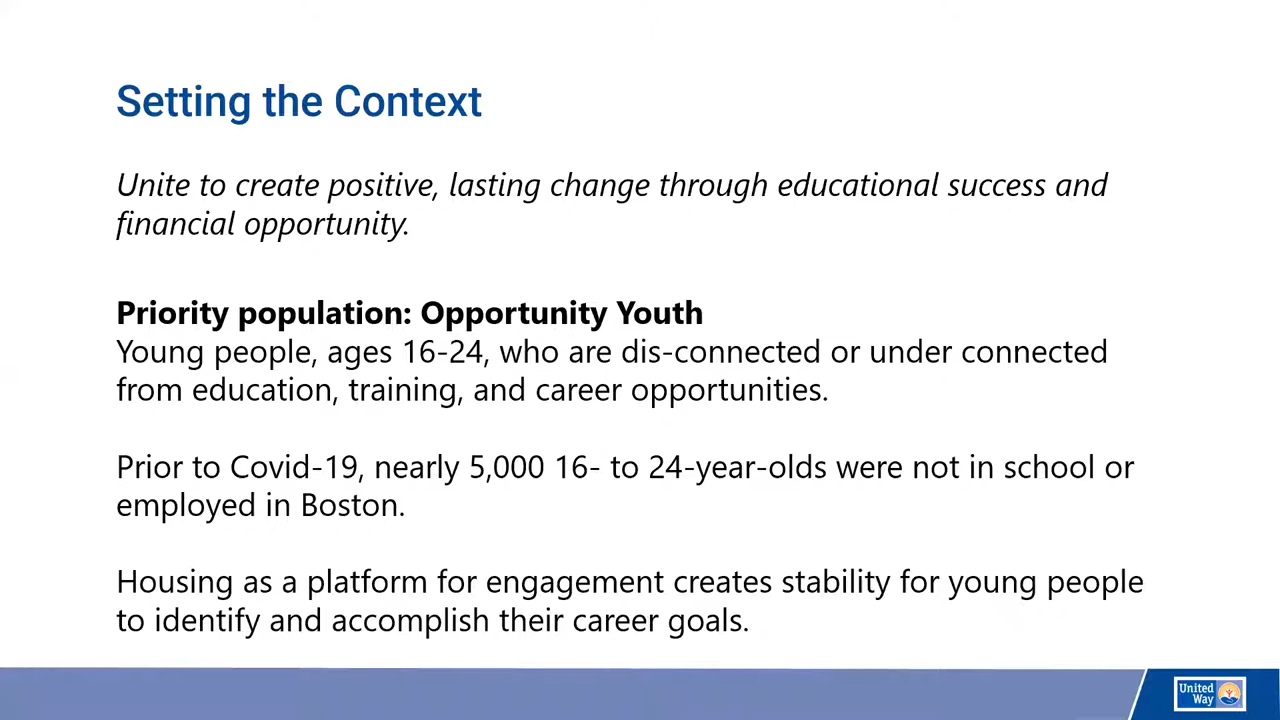 Setting the Context
Unite to create positive, lasting change through educational success and
financial opportunity.
Priority population: Opportunity Youth
Young people, ages 16-24, who are dis-connected or under connected
from education, training, and career opportunities.
Prior to Covid-19, nearly 5,000 16- to 24-year-olds were not in school or
employed in Boston.
Housing as a platform for engagement creates stability for young people
to identify and accomplish their career goals.
United
Way